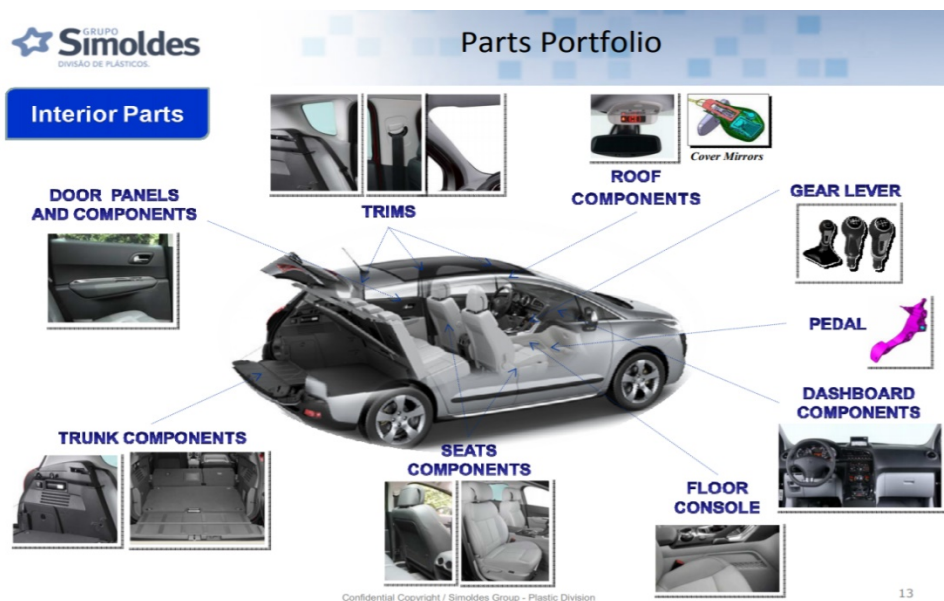 GRUPO
Simoldes
DIVISÃO DE PLÁSTICOS.
Parts Portfolio
Interior Parts
Cover Mirrors
ROOF
COMPONENTS
GEAR LEVER
DOOR PANELS
AND COMPONENTS
TRIMS
PEDAL
DASHBOARD
COMPONENTS
TRUNK COMPONENTS
SEATS
COMPONENTS
FLOOR
CONSOLE
Confidential Copyright / Simoldes Group - Plastic Division
13